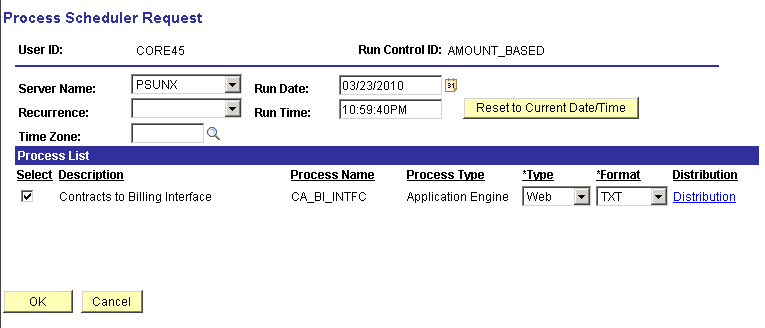 Process Scheduler Request
User ID: CORE45 Run Control ID: AMOUNT_BASED
Server Name: PSUNX Run Date: 03/23/2010 31
Recurrence: Run Time: 10:59:40PM Reset to Current Date/Time
Time Zone:
Process List
Select Description Process Name Process Type *Type *Format Distribution
Contracts to Billing Interface CA_BI_INTFC Application Engine Web TXT Distribution
OK Cancel